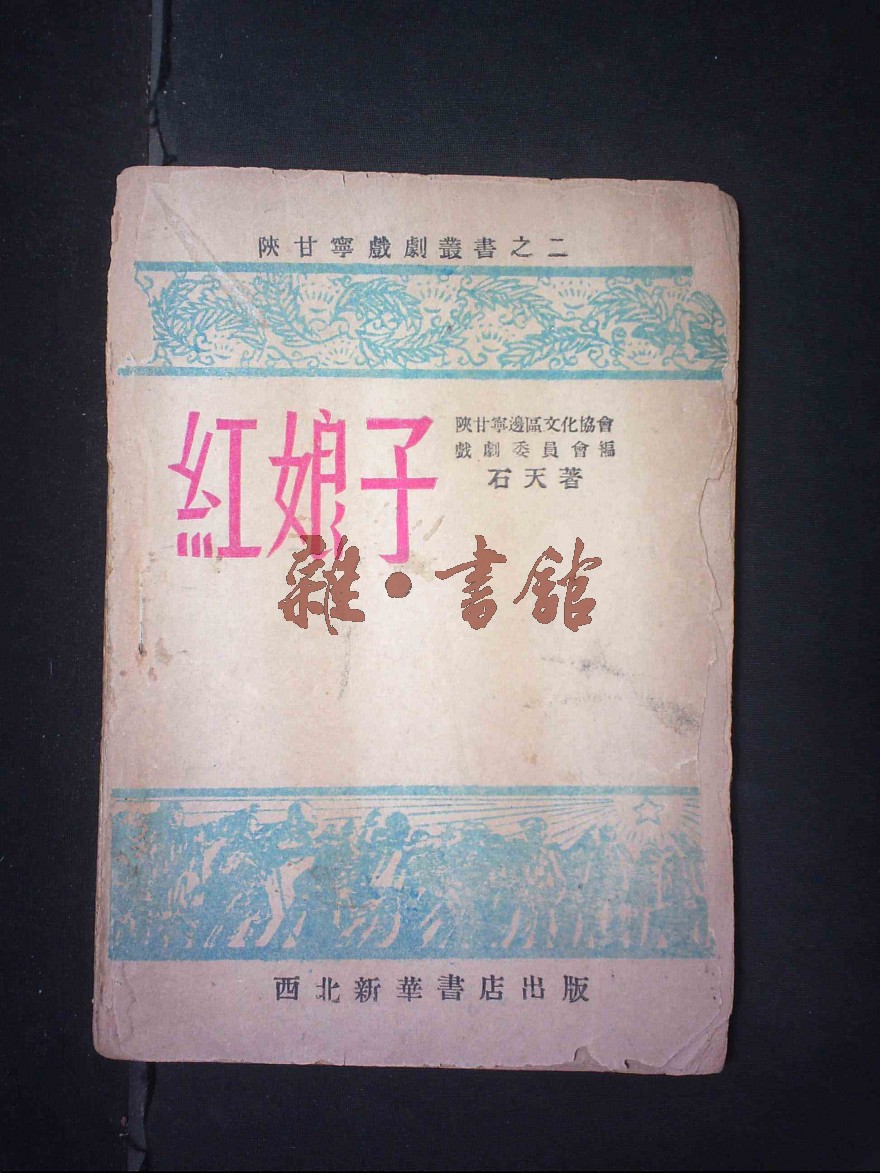 陝甘寧戲劇叢書之二
紅娘子
陝甘寧邊區文化協會
戲劇委員會編
石天著
雜·書館
西北新華書店出版